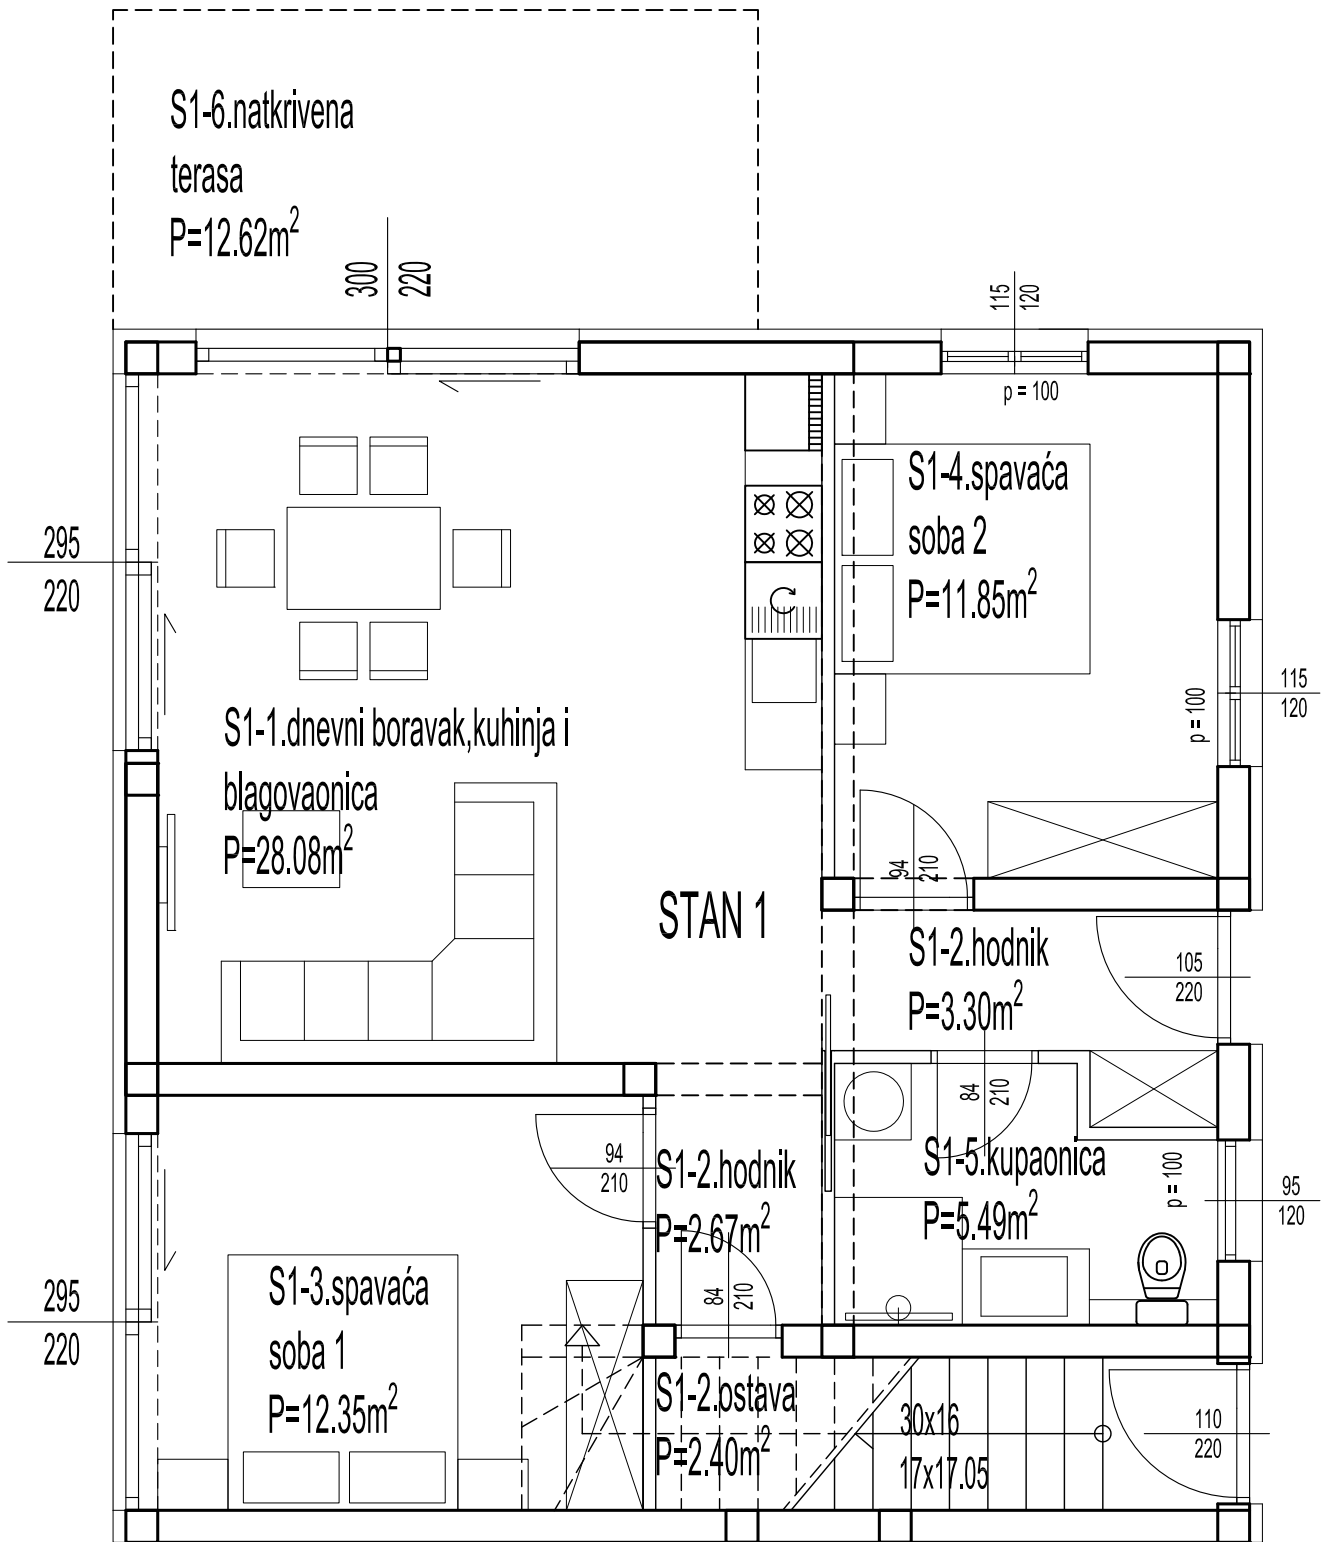 S1-6.natkrivena
terasa
P=12.62m²
300
220
115
120
p = 100
S1-4.spavaća
soba 2
P=11.85m²
295
220
115
120
p = 100
S1-1.dnevni boravak,kuhinja i
blagovaonica
P=28.08m²
94
210
STAN 1
S1-2.hodnik
P=3.30m²
105
220
84
210
S1-5.kupaonica
P=5.49m²
p = 100
95
120
94
210
S1-2.hodnik
P=2.67m²
84
210
295
220
S1-3.spavaća
soba 1
P=12.35m²
S1-2.ostava
P=2.40m²
30x16
17x17.05
110
220